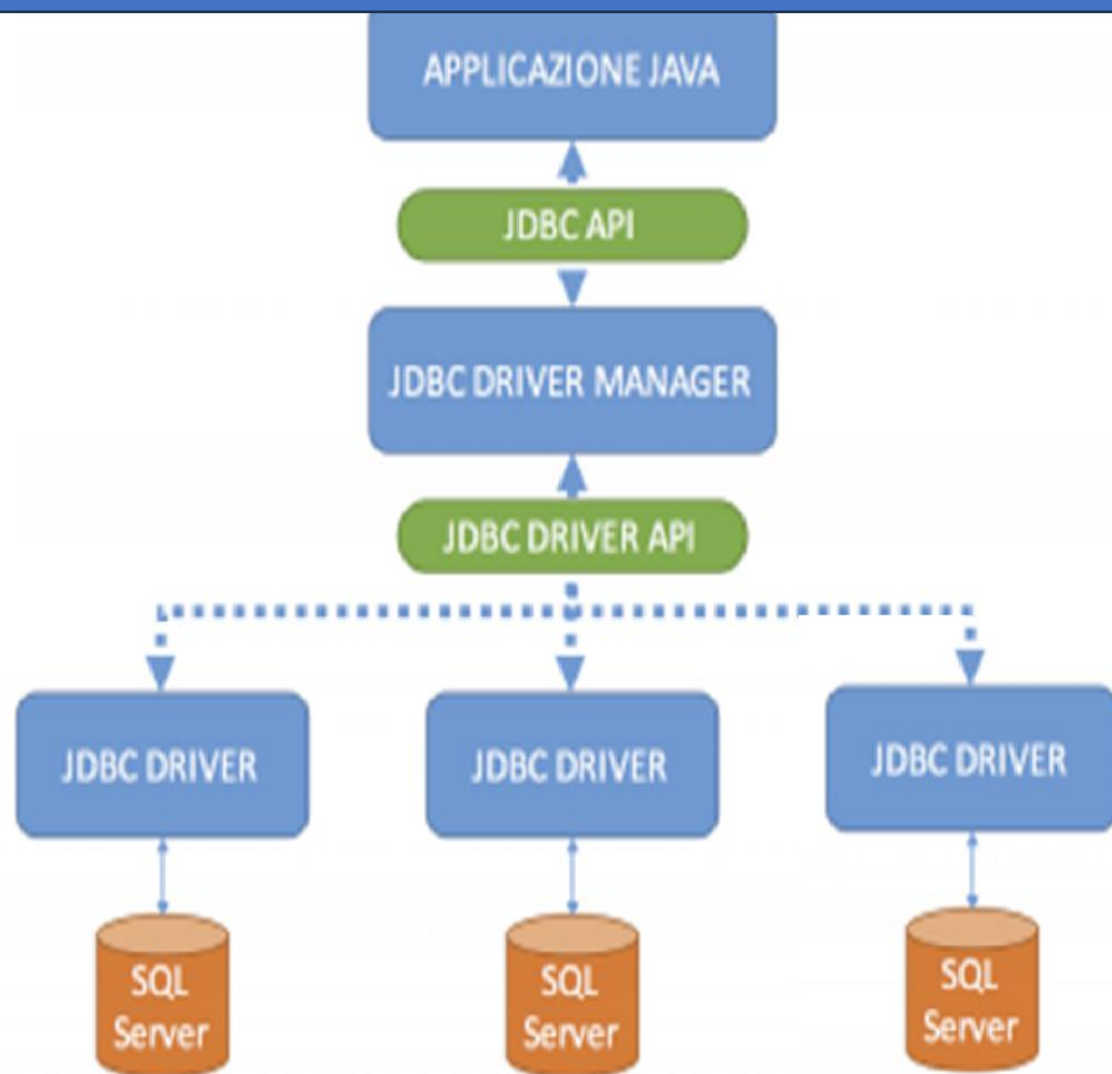 APPLICAZIONE JAVA
JDBC API
JDBC DRIVER MANAGER
JDBC DRIVER API
JDBC DRIVER
JDBC DRIVER
JDBC DRIVER
SQL
Server
SQL
Server
SQL
Server